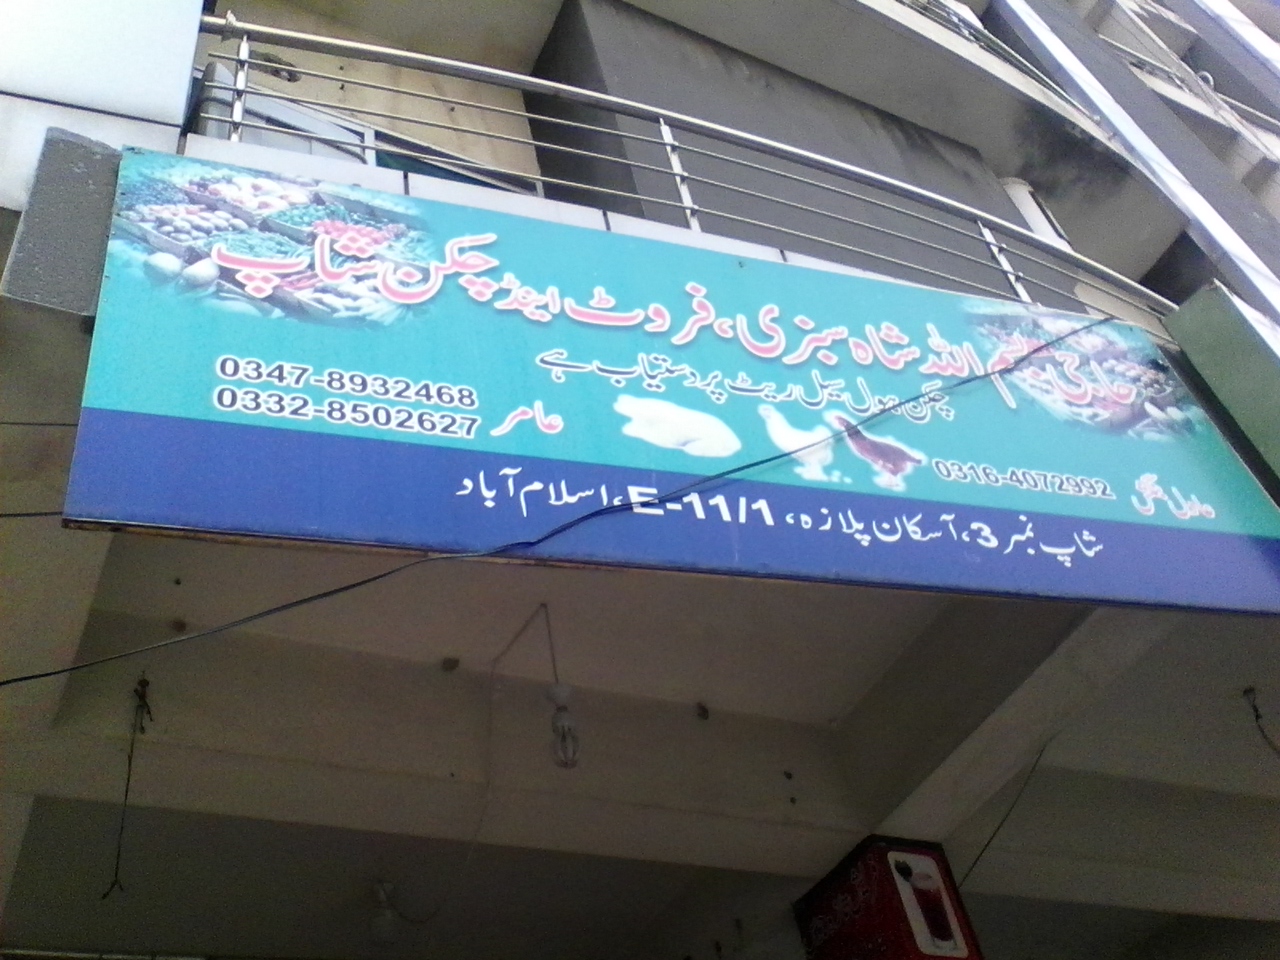 حاجی بسم اللہ شاہ سبزی، فروٹ اینڈ چکن شاپ
چکن ہول سیل ریٹ پر دستیاب ہے
0347-8932468
0332-8502627
عامر
0316-4072992
شاپ نمبر 3، آسکان پلازہ، E-11/1، اسلام آباد